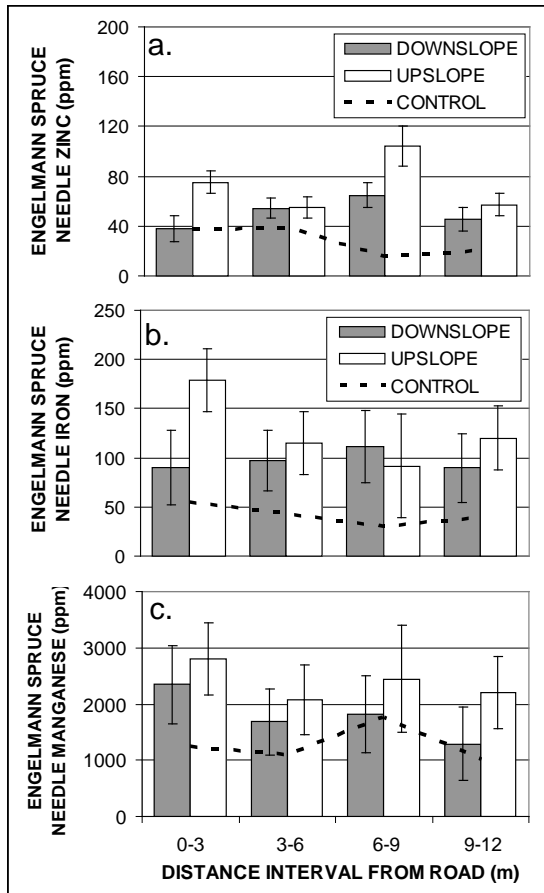 a.
DOWNSLOPE
UPSLOPE
CONTROL
200
160
120
80
40
0
ENGELMANN SPRUCE
NEEDLE ZINC (ppm)
b.
DOWNSLOPE
UPSLOPE
CONTROL
250
200
150
100
50
0
ENGELMANN SPRUCE
NEEDLE IRON (ppm)
c.
4000
3000
2000
1000
0
ENGELMANN SPRUCE
NEEDLE MANGANESE (ppm)
0-3 3-6 6-9 9-12
DISTANCE INTERVAL FROM ROAD (m)